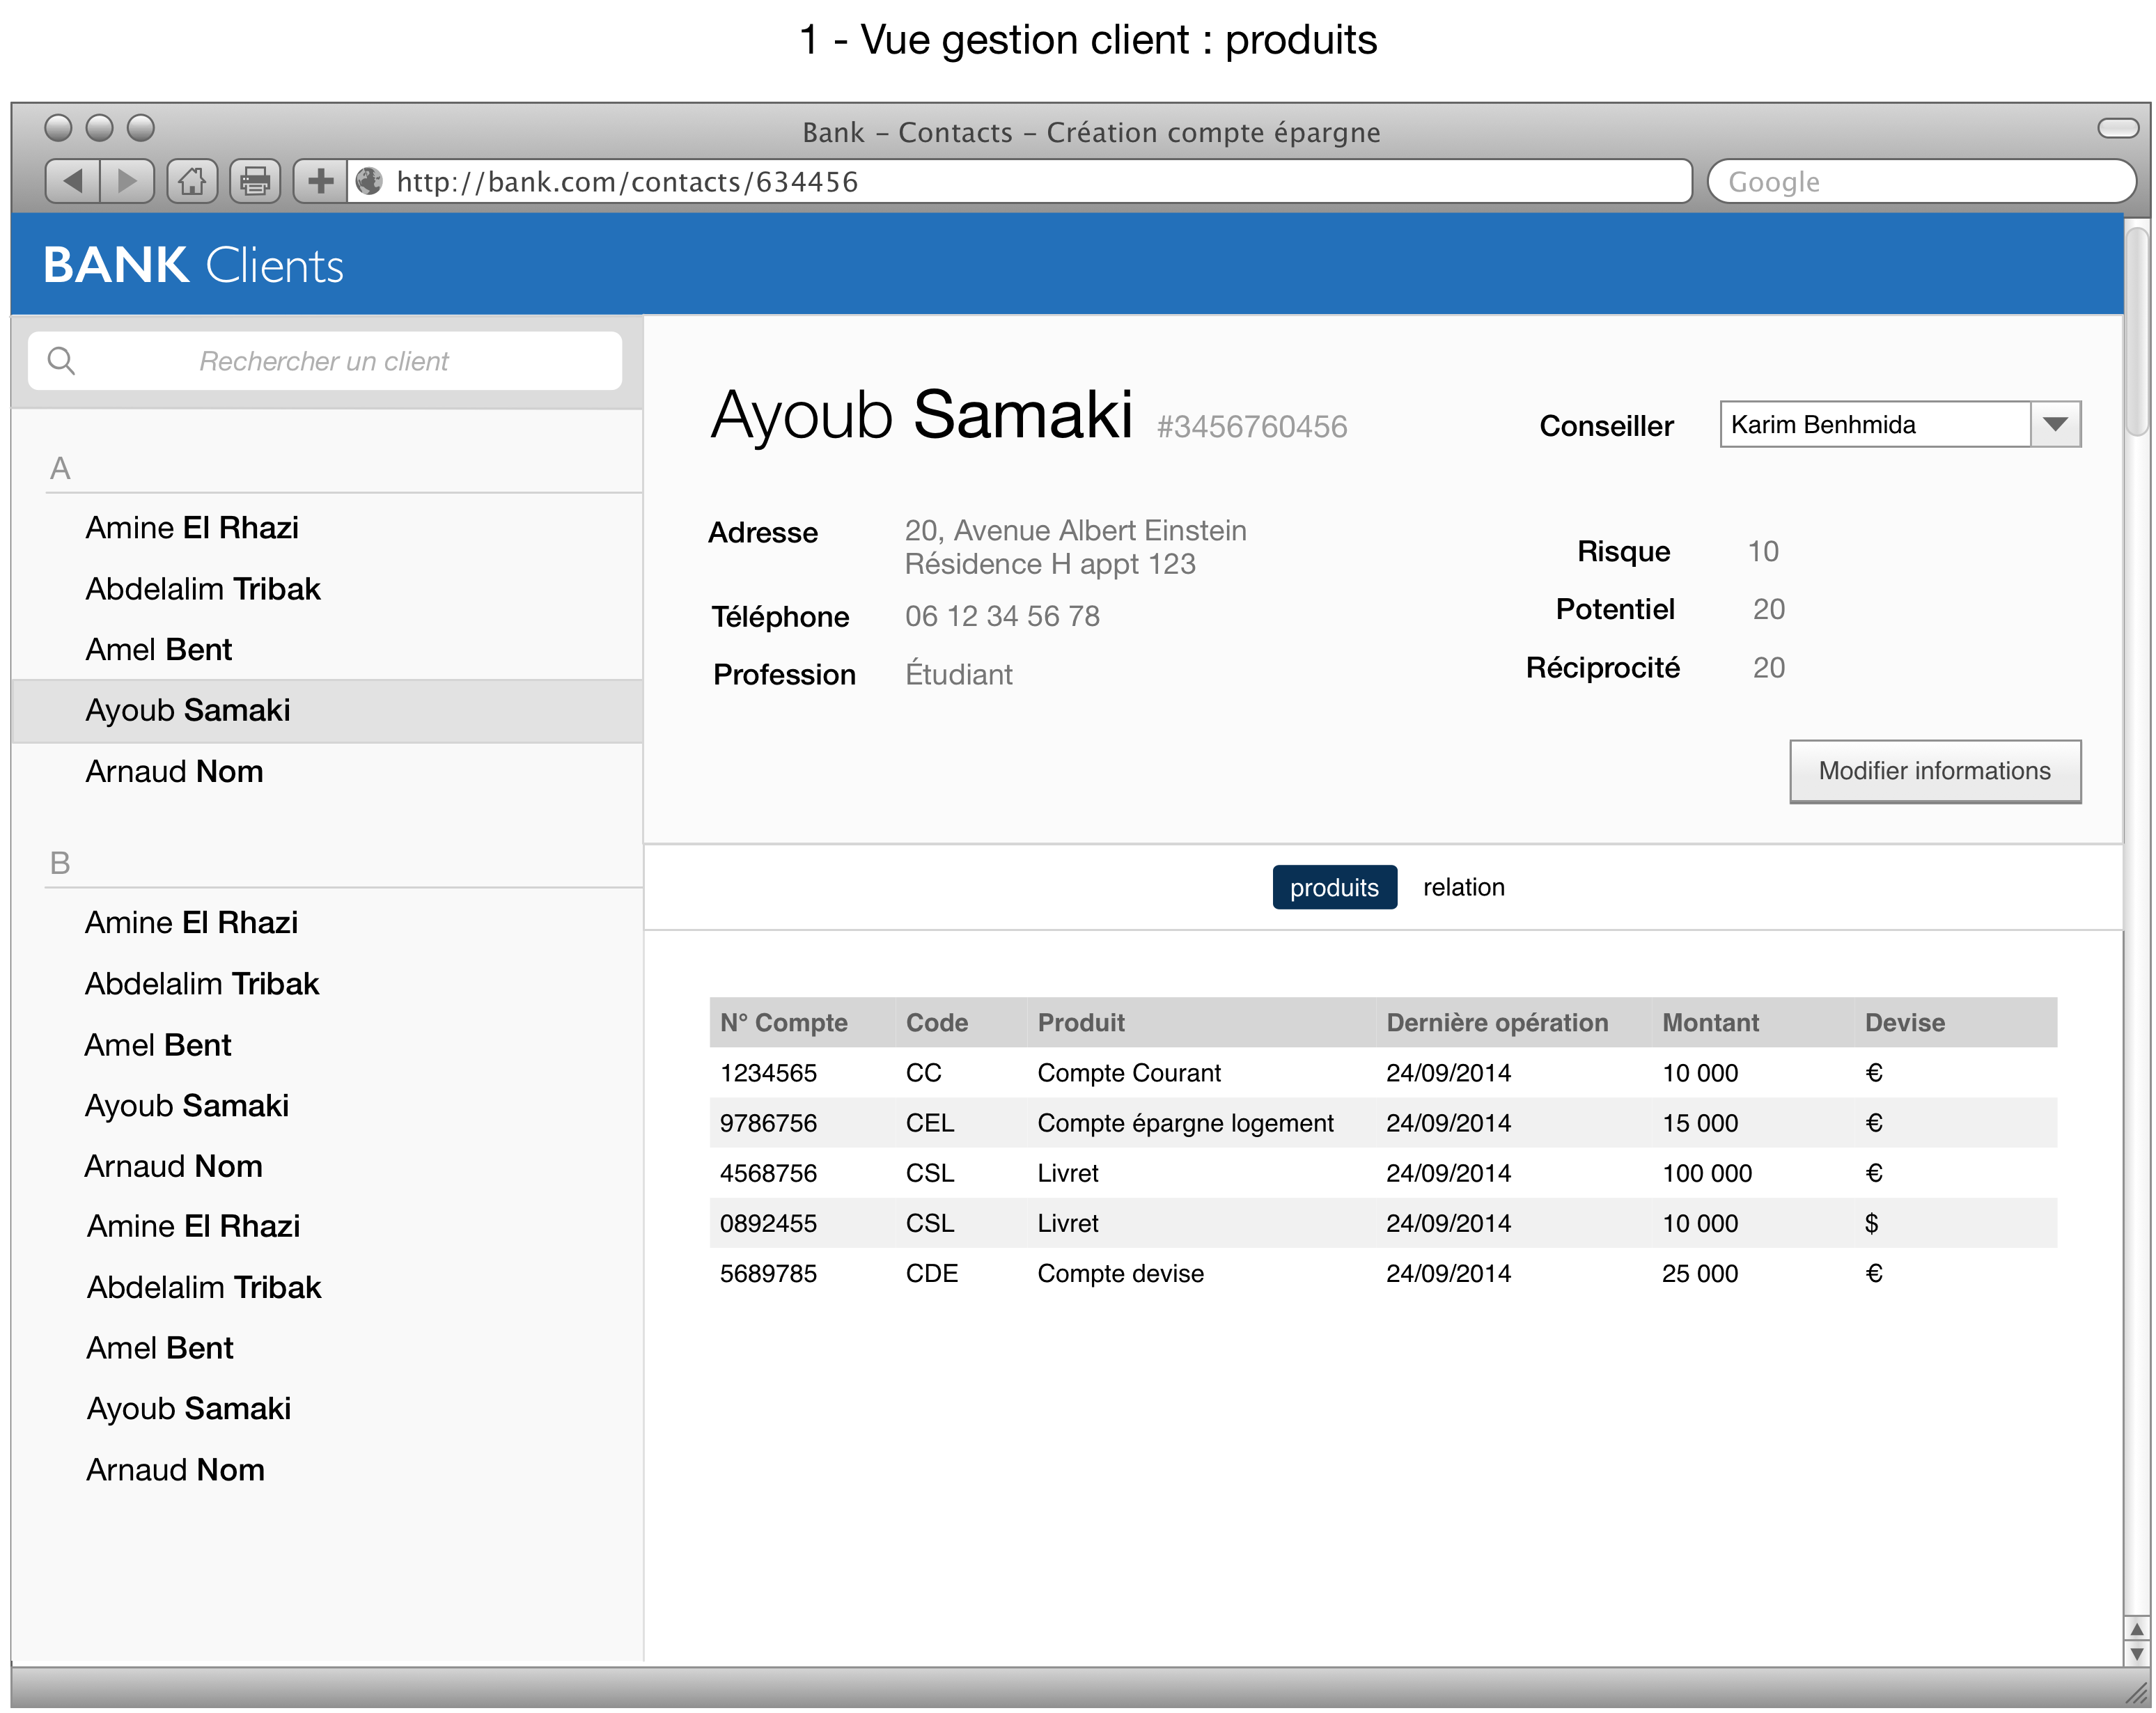 1 - Vue gestion client : produits
Bank – Contacts – Création compte épargne
http://bank.com/contacts/634456
Google
BANK Clients
Rechercher un client
A
Amine El Rhazi
Abdelalim Tribak
Amel Bent
Ayoub Samaki
Arnaud Nom
B
Amine El Rhazi
Abdelalim Tribak
Amel Bent
Ayoub Samaki
Arnaud Nom
Amine El Rhazi
Abdelalim Tribak
Amel Bent
Ayoub Samaki
Arnaud Nom
Ayoub Samaki #3456760456
Conseiller Karim Benhmida
Adresse 20, Avenue Albert Einstein
Résidence H appt 123
Téléphone 06 12 34 56 78
Profession Étudiant
Risque 10
Potentiel 20
Réciprocité 20
Modifier informations
produits relation
N° Compte Code Produit Dernière opération Montant Devise
1234565 CC Compte Courant 24/09/2014 10 000 €
9786756 CEL Compte épargne logement 24/09/2014 15 000 €
4568756 CSL Livret 24/09/2014 100 000 €
0892455 CSL Livret 24/09/2014 10 000 $
5689785 CDE Compte devise 24/09/2014 25 000 €